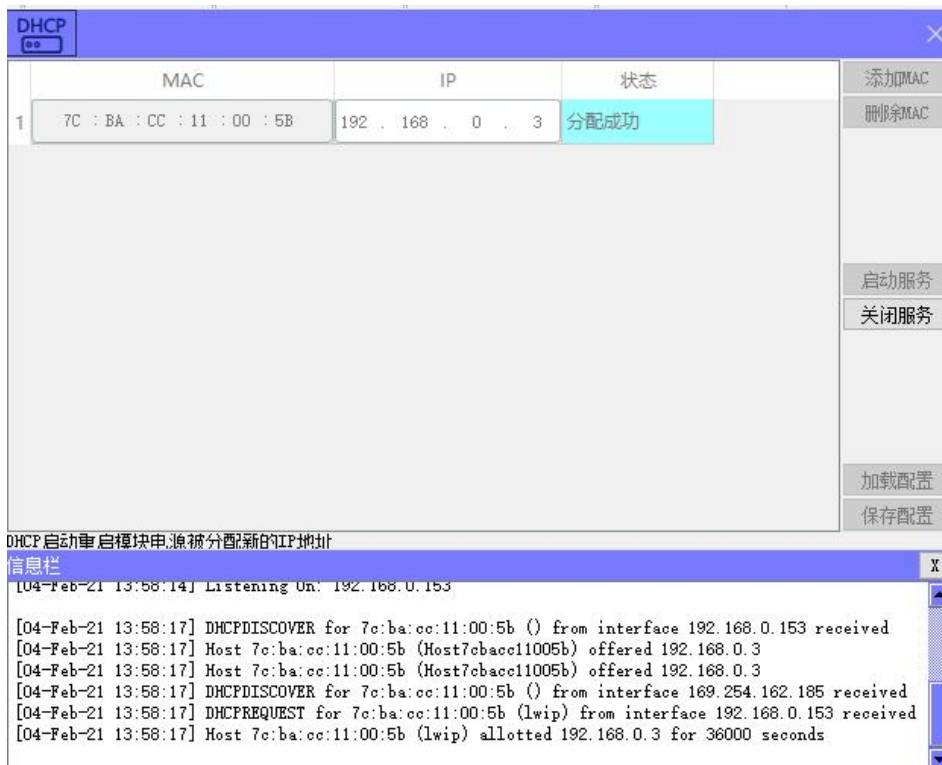 DHCP
MAC IP 状态
1 7C : BA : CC : 11 : 00 : 5B 192 . 168 . 0 . 3 分配成功
添加MAC
删除MAC
启动服务
关闭服务
加载配置
保存配置
DHCP启动重启模块电源被分配新的IP地址
信息栏 X
[04-Feb-21 13:58:14] Listening On: 192.168.0.153
[04-Feb-21 13:58:17] DHCPDISCOVER for 7c:ba:cc:11:00:5b () from interface 192.168.0.153 received
[04-Feb-21 13:58:17] Host 7c:ba:cc:11:00:5b (Host7cbacc11005b) offered 192.168.0.3
[04-Feb-21 13:58:17] Host 7c:ba:cc:11:00:5b (Host7cbacc11005b) offered 192.168.0.3
[04-Feb-21 13:58:17] DHCPDISCOVER for 7c:ba:cc:11:00:5b () from interface 169.254.162.185 received
[04-Feb-21 13:58:17] DHCPREQUEST for 7c:ba:cc:11:00:5b (lwip) from interface 192.168.0.153 received
[04-Feb-21 13:58:17] Host 7c:ba:cc:11:00:5b (lwip) allotted 192.168.0.3 for 36000 seconds